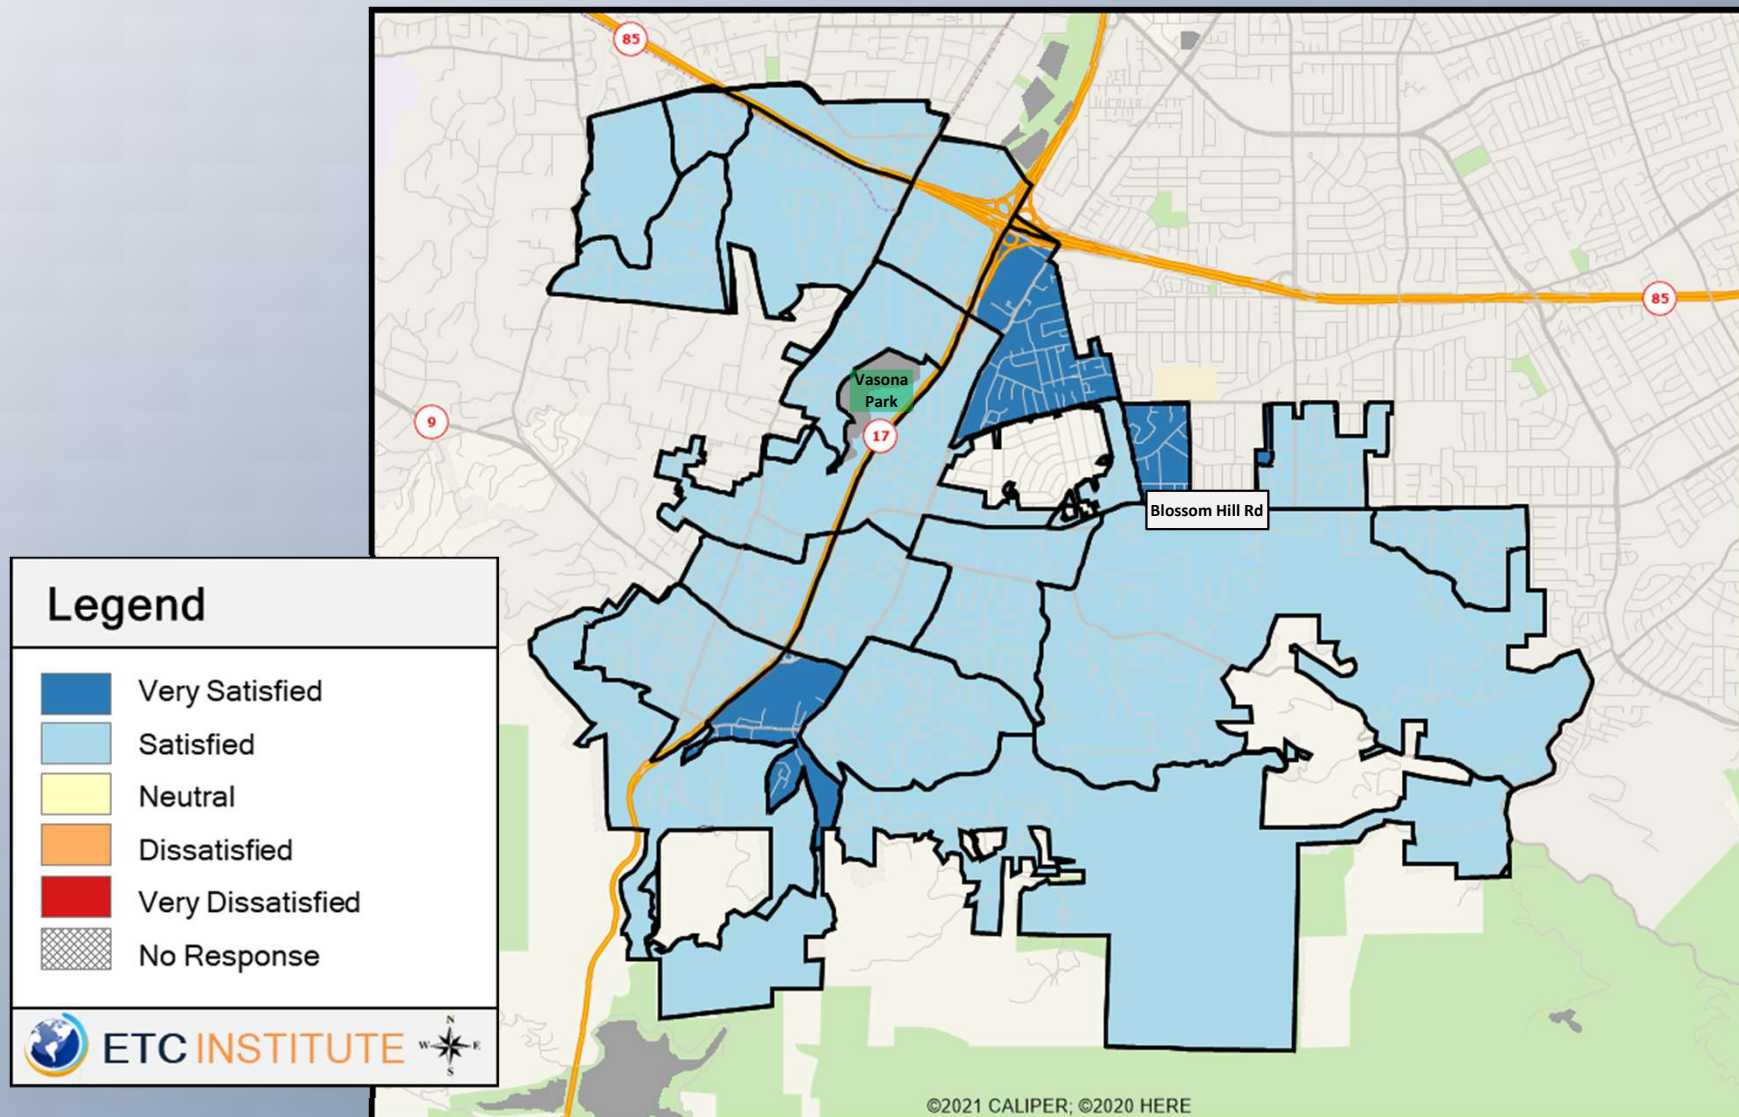 85
85
9
Vasona
Park
17
Blossom Hill Rd
Legend
Very Satisfied
Satisfied
Neutral
Dissatisfied
Very Dissatisfied
No Response
ETC INSTITUTE
N
W E
S
©2021 CALIPER; ©2020 HERE